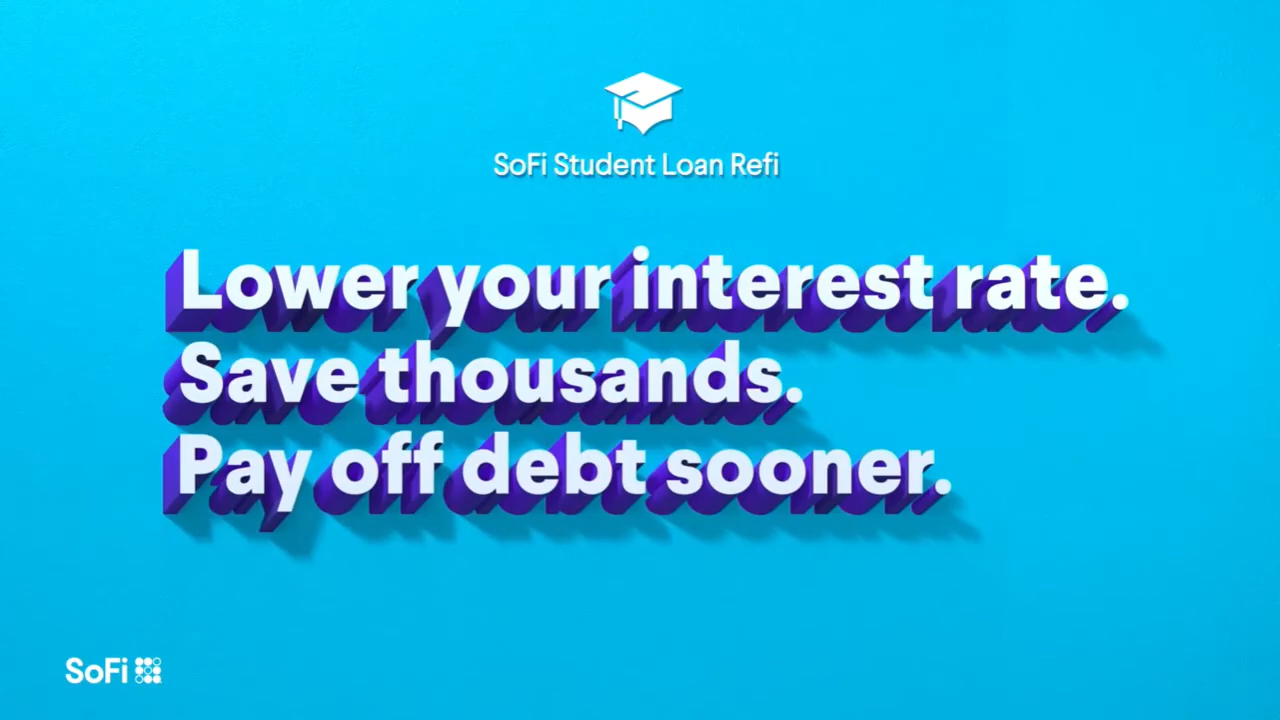 SoFi Student Loan Refi
Lower your interest rate.
Save thousands.
Pay off debt sooner.
SoFi